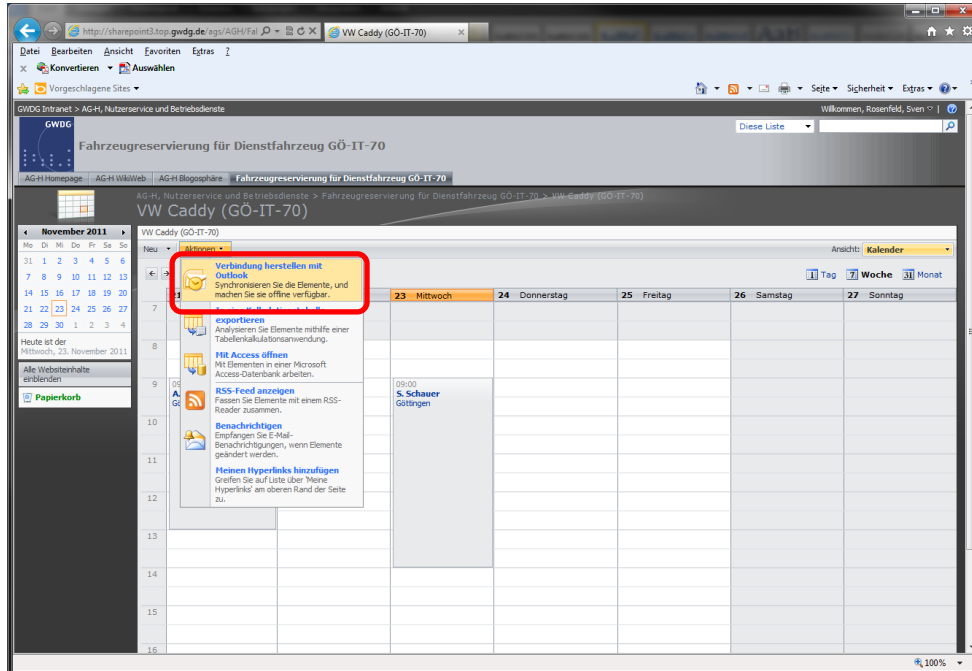 http://sharepoint3.top.gwdg.de/ags/AGH/Fal
VW Caddy (GÖ-IT-70)
Datei Bearbeiten Ansicht Favoriten Extras ?
x Konvertieren Auswählen
Vorgeschlagene Sites
Seite Sicherheit Extras
GWDG Intranet > AG-H, Nutzerservice und Betriebsdienste
Willkommen, Rosenfeld, Sven
GWDG
Fahrzeugreservierung für Dienstfahrzeug GÖ-IT-70
Diese Liste
AG-H Homepage AG-H WikiWeb AG-H Blogosphäre Fahrzeugreservierung für Dienstfahrzeug GÖ-IT-70
AG-H, Nutzerservice und Betriebsdienste > Fahrzeugreservierung für Dienstfahrzeug GÖ-IT-70 > VW Caddy (GÖ-IT-70)
VW Caddy (GÖ-IT-70)
November 2011
Mo Di Mi Do Fr Sa So
31 1 2 3 4 5 6
7 8 9 10 11 12 13
14 15 16 17 18 19 20
21 22 23 24 25 26 27
28 29 30 1 2 3 4
Heute ist der
Mittwoch, 23. November 2011
Alle Websiteinhalte
einblenden
Papierkorb
VW Caddy (GÖ-IT-70)
Neu Aktionen
Ansicht: Kalender
1 Tag 7 Woche 31 Monat
Verbindung herstellen mit
Outlook
Synchronisieren Sie die Elemente, und
machen Sie sie offline verfügbar.
exportieren
Analysieren Sie Elemente mithilfe einer
Tabellenkalkulationsanwendung.
Mit Access öffnen
Mit Elementen in einer Microsoft
Access-Datenbank arbeiten.
RSS-Feed anzeigen
Fassen Sie Elemente mit einem RSS-
Reader zusammen.
Benachrichtigen
Empfangen Sie E-Mail-
Benachrichtigungen, wenn Elemente
geändert werden.
Meinen Hyperlinks hinzufügen
Greifen Sie auf Liste über 'Meine
Hyperlinks' am oberen Rand der Seite
zu.
21
23 Mittwoch
24 Donnerstag
25 Freitag
26 Samstag
27 Sonntag
7
8
9
10
11
12
13
14
15
16
09:00
S. Schauer
Göttingen
100%